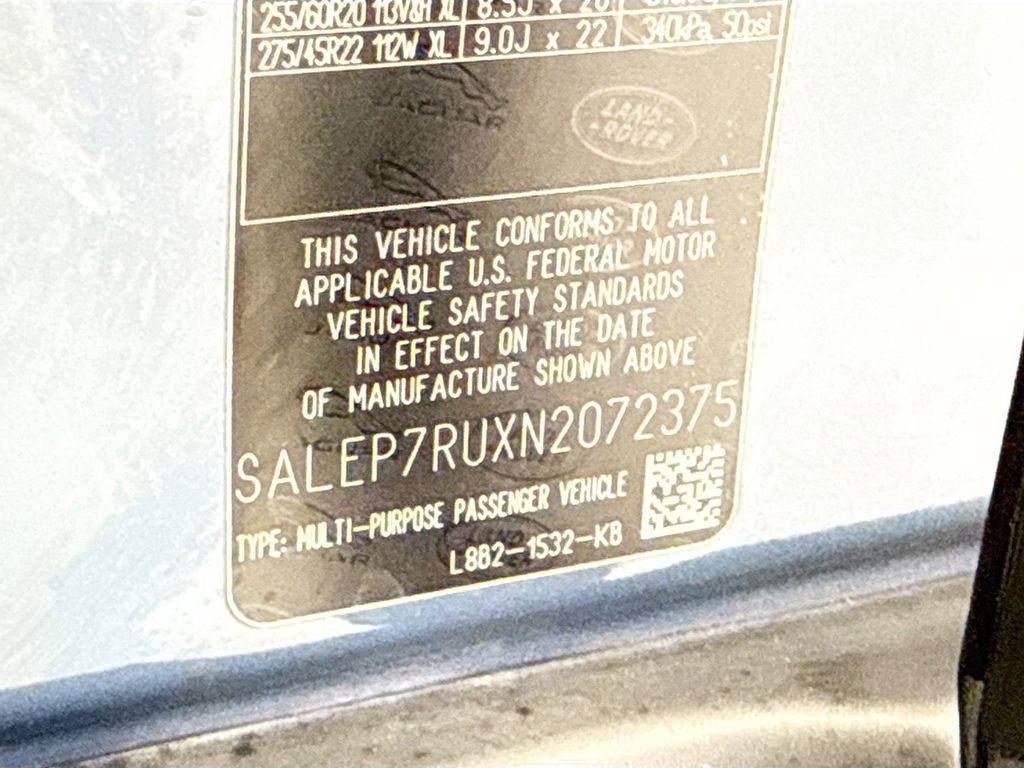 255/60R20 113V&H XL 8.5J x 20
275/45R22 112W XL 9.0J x 22 340kPa, 50psi
JAGUAR
LAND-
-ROVER
THIS VEHICLE CONFORMS TO ALL
APPLICABLE U.S. FEDERAL MOTOR
VEHICLE SAFETY STANDARDS
IN EFFECT ON THE DATE
OF MANUFACTURE SHOWN ABOVE
SALEP7RUXN2072375
TYPE: MULTI-PURPOSE PASSENGER VEHICLE
L8B2-1532-KB